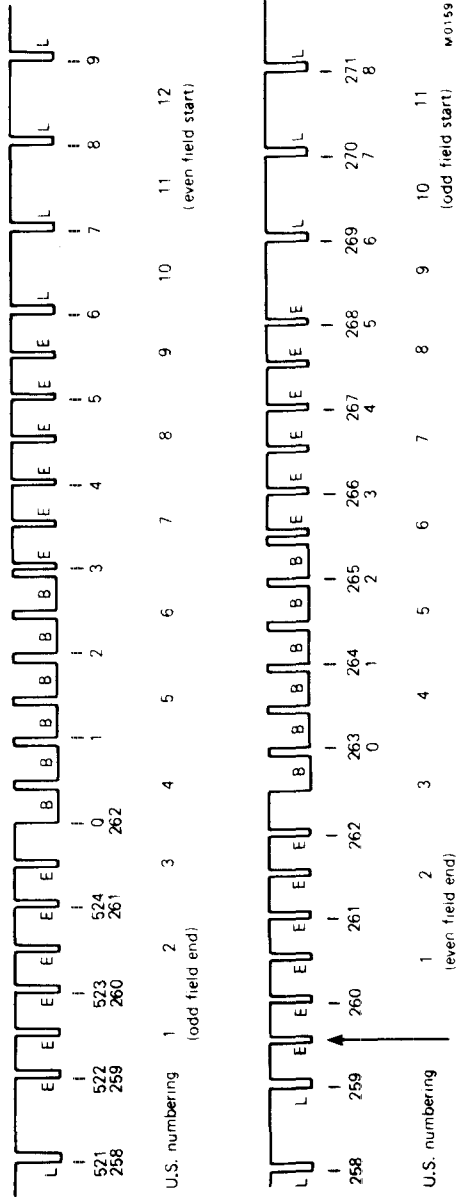 L E E E E E E B B B B B B E E E E E E L L L L
521 522 523 524 0 1 2 3 4 5 6 7 8 9
258 259 260 261 262
U.S. numbering 1 2 3 4 5 6 7 8 9 10 11 12
(odd field end) (even field start)
L L E E E E E E B B B B B B E E E E E E L L L
258 259 260 261 262 263 264 265 266 267 268 269 270 271
0 1 2 3 4 5 6 7 8
U.S. numbering 1 2 3 4 5 6 7 8 9 10 11
(even field end) (odd field start)
M0159